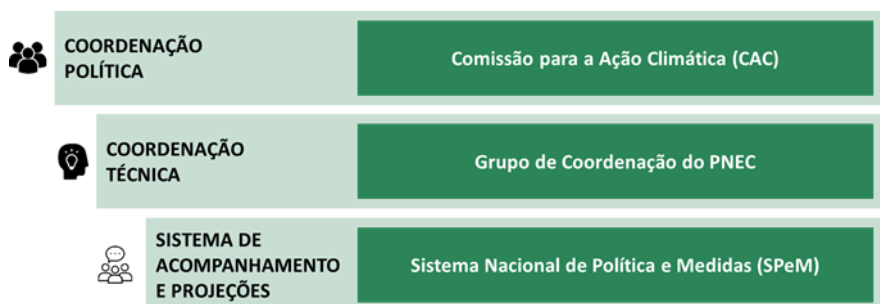 COORDENAÇÃO
POLÍTICA
Comissão para a Ação Climática (CAC)
COORDENAÇÃO
TÉCNICA
Grupo de Coordenação do PNEC
SISTEMA DE
ACOMPANHAMENTO
E PROJEÇÕES
Sistema Nacional de Política e Medidas (SPeM)